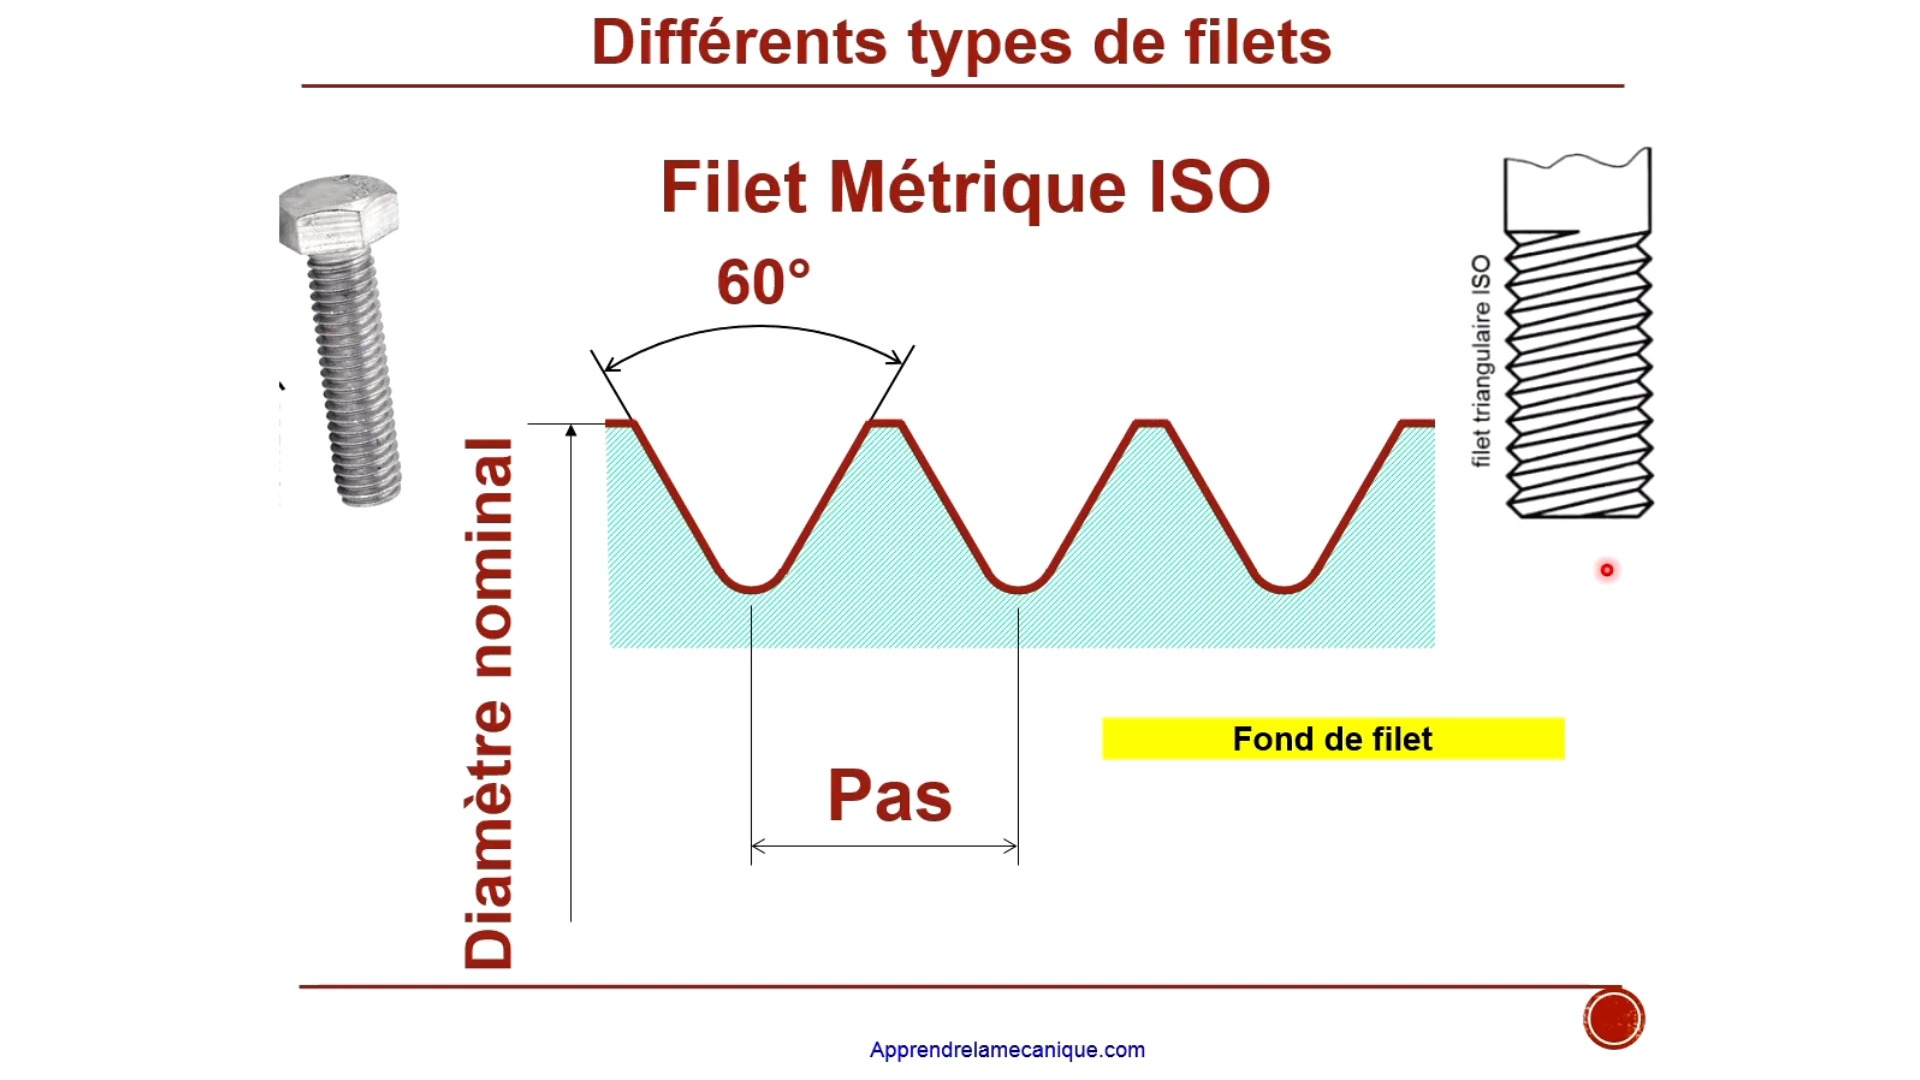 Différents types de filets
Filet Métrique ISO
60°
filet triangulaire ISO
Diamètre nominal
Fond de filet
Pas
Apprendrelamecanique.com